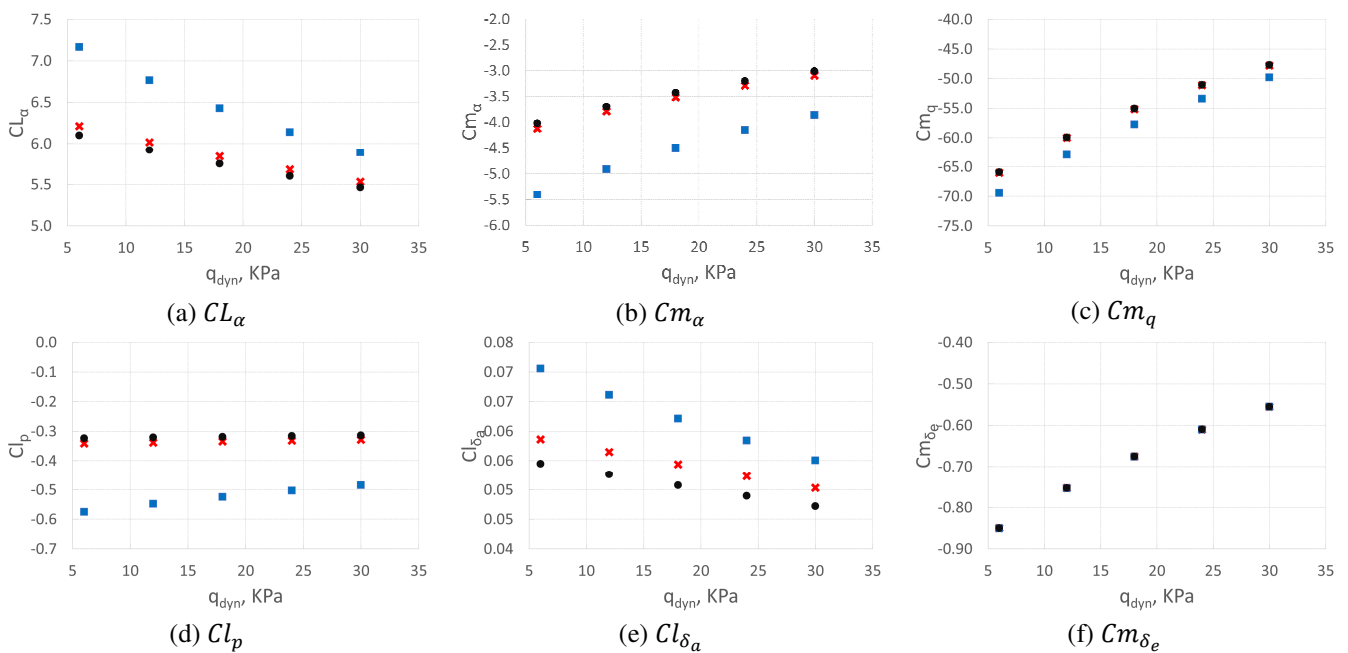 7.5
7.0
6.5
6.0
5.5
5.0
CLα
5 10 15 20 25 30 35
qdyn, KPa
(a) CLα
-2.0
-2.5
-3.0
-3.5
-4.0
-4.5
-5.0
-5.5
-6.0
Cmα
5 10 15 20 25 30 35
qdyn, KPa
(b) Cmα
-40.0
-45.0
-50.0
-55.0
-60.0
-65.0
-70.0
-75.0
Cmq
5 10 15 20 25 30 35
qdyn, KPa
(c) Cmq
0.0
-0.1
-0.2
-0.3
-0.4
-0.5
-0.6
-0.7
Clp
5 10 15 20 25 30 35
qdyn, KPa
(d) Clp
0.08
0.07
0.07
0.06
0.06
0.05
0.05
0.04
Clδa
5 10 15 20 25 30 35
qdyn, KPa
(e) Clδa
-0.40
-0.50
-0.60
-0.70
-0.80
-0.90
Cmδe
5 10 15 20 25 30 35
qdyn, KPa
(f) Cmδe